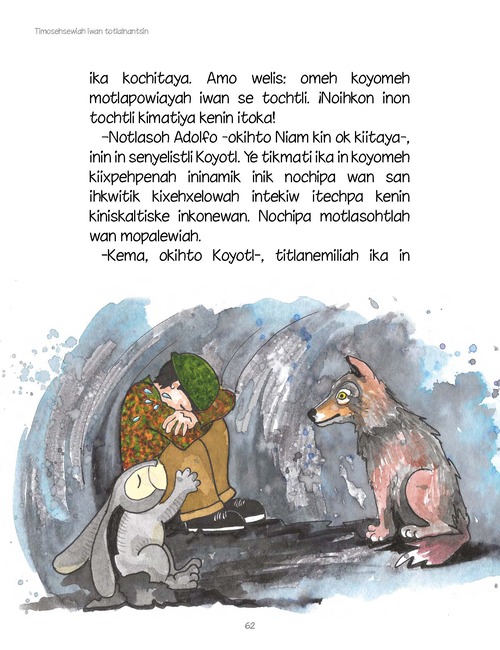 Timosehsewiah iwan totlalnantsin
ika kochitaya. Amo welis: omeh koyomeh
motlapowiayah iwan se tochtli. ¡Noihkon inon
tochtli kimatiya kenin itoka!
–Notlasoh Adolfo -okihto Niam kin ok kiitaya-,
inin in senyelistli Koyotl. Ye tikmati ika in koyomeh
kiixpehpenah ininamik inik nochipa wan san
ihkwitik kixehxelowah intekiw itechpa kenin
kiniskaltiske inkonewan. Nochipa motlasohtlah
wan mopalewiah.
-Kema, okihto Koyotl-, titlanemiliah ika in
62